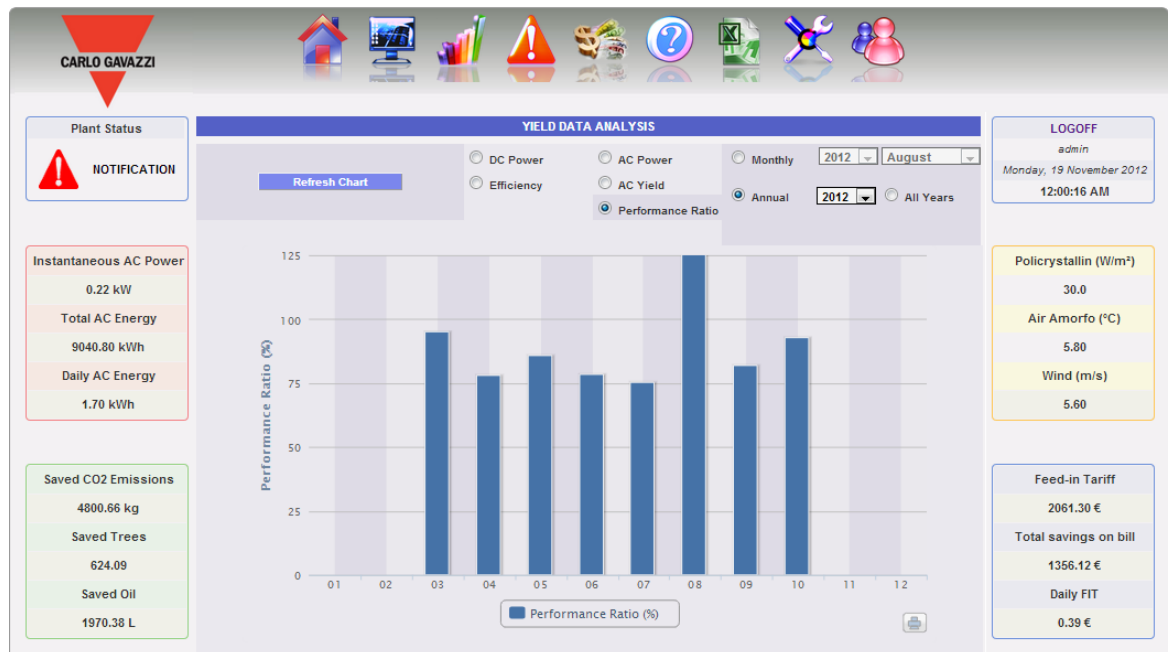 CARLO GAVAZZI
Plant Status
NOTIFICATION
Instantaneous AC Power
0.22 kW
Total AC Energy
9040.80 kWh
Daily AC Energy
1.70 kWh
Saved CO2 Emissions
4800.66 kg
Saved Trees
624.09
Saved Oil
1970.38 L
YIELD DATA ANALYSIS
Refresh Chart
DC Power
AC Power
Monthly
2012
August
Efficiency
AC Yield
Annual
2012
All Years
Performance Ratio
Performance Ratio (%)
125
100
75
50
25
0
01 02 03 04 05 06 07 08 09 10 11 12
Performance Ratio (%)
LOGOFF
admin
Monday, 19 November 2012
12:00:16 AM
Policrystallin (W/m²)
30.0
Air Amorfo (°C)
5.80
Wind (m/s)
5.60
Feed-in Tariff
2061.30 €
Total savings on bill
1356.12 €
Daily FIT
0.39 €